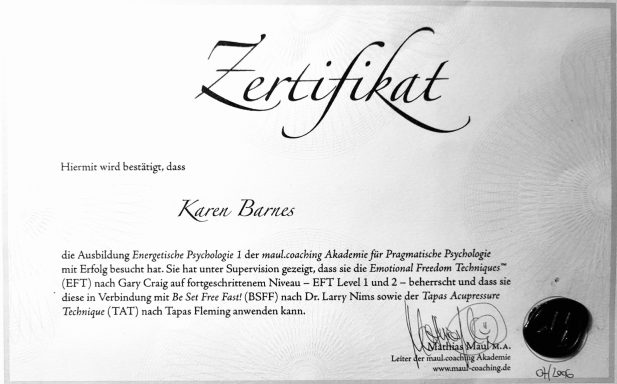 Zertifikat
Hiermit wird bestätigt, dass
Karen Barnes
die Ausbildung Energetische Psychologie 1 der maul.coaching Akademie für Pragmatische Psychologie
mit Erfolg besucht hat. Sie hat unter Supervision gezeigt, dass sie die Emotional Freedom Techniques™
(EFT) nach Gary Craig auf fortgeschrittenem Niveau – EFT Level 1 und 2 – beherrscht und dass sie
diese in Verbindung mit Be Set Free Fast! (BSFF) nach Dr. Larry Nims sowie der Tapas Acupressure
Technique (TAT) nach Tapas Fleming anwenden kann.
Mathias Maul M.A.
Leiter der maul.coaching Akademie
www.maul-coaching.de
04/2006